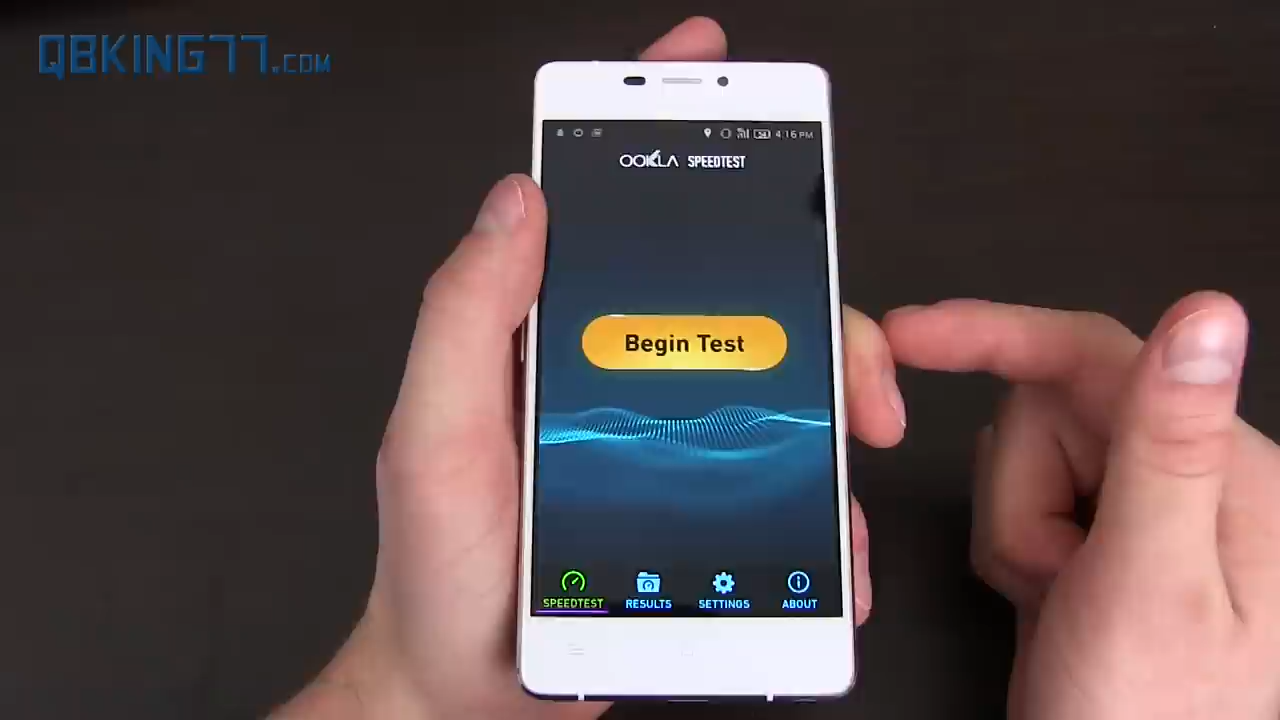 QBKING77.COM
4:16 PM
OOKLA SPEEDTEST
Begin Test
SPEEDTEST
RESULTS
SETTINGS
ABOUT